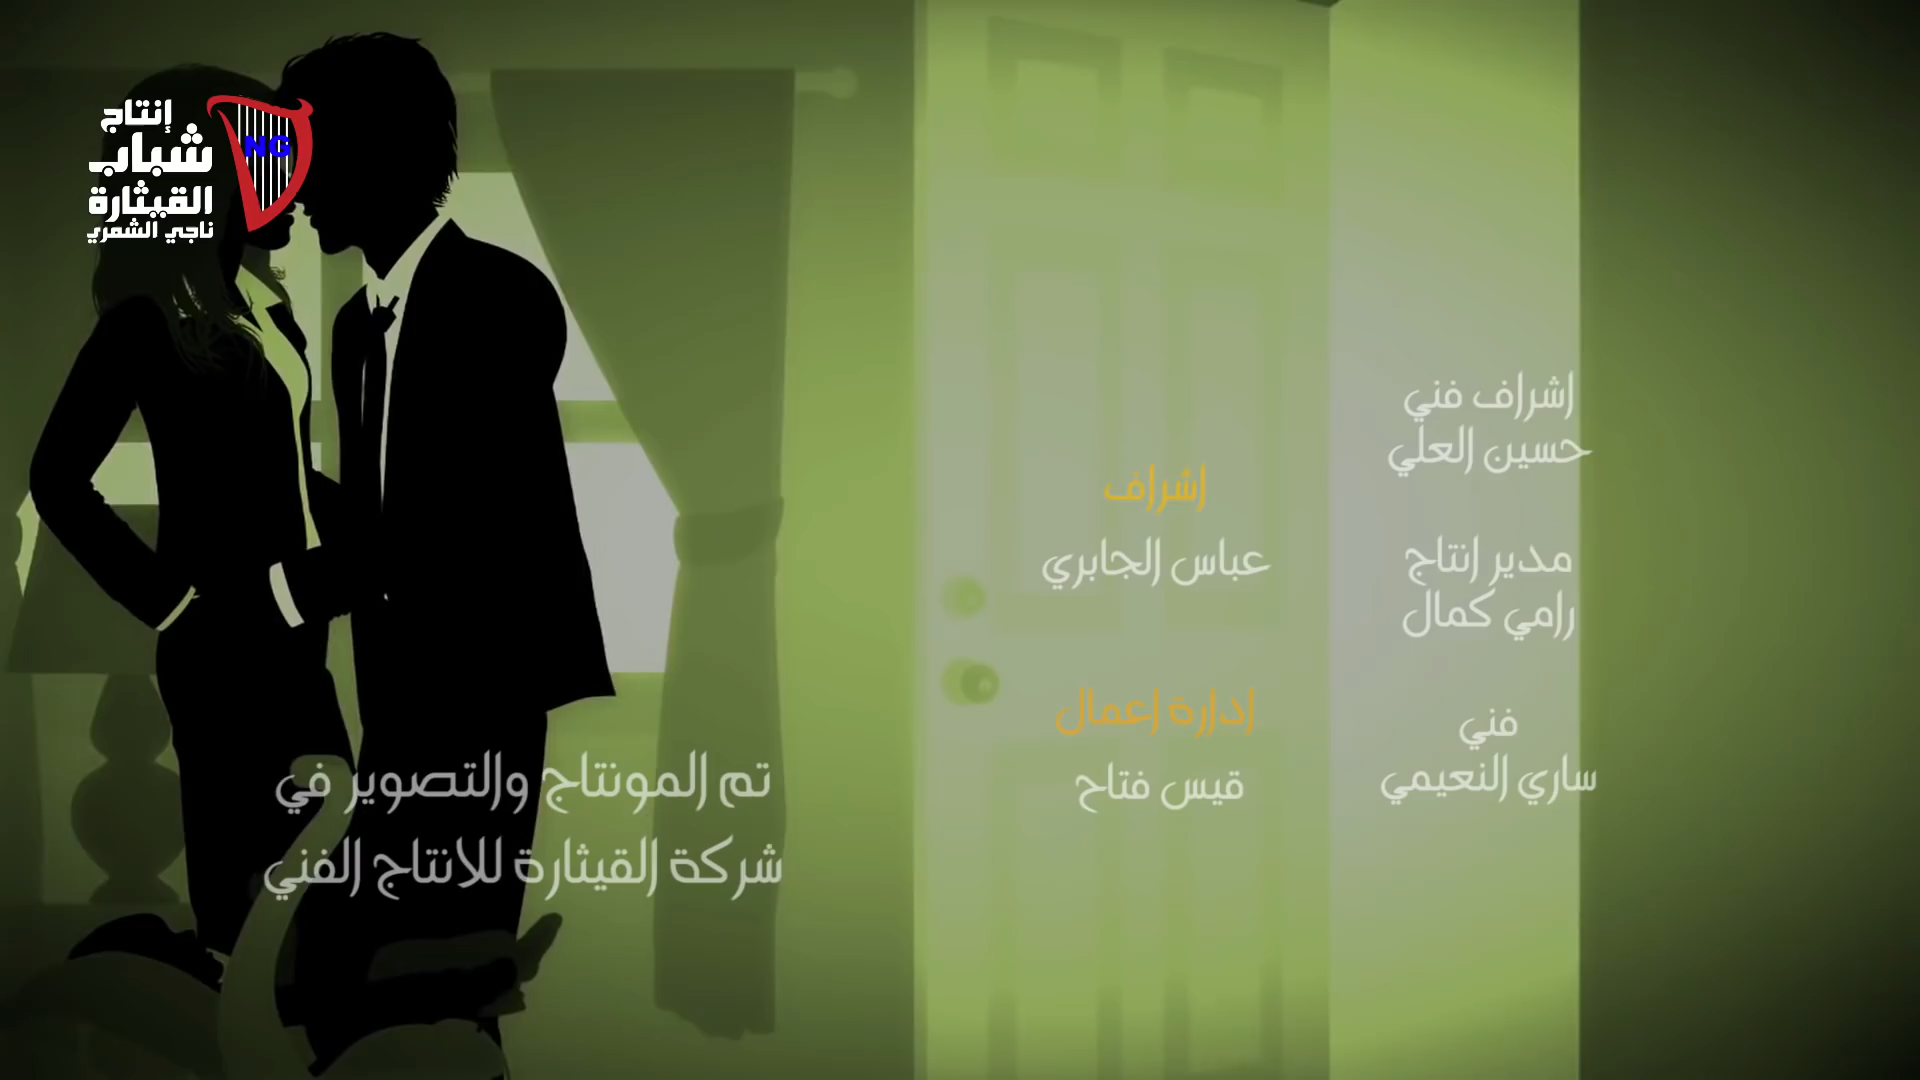 إنتاج
شباب
القيثارة
ناجي الشمري
NG
اشراف فني
حسين العلي
مدير انتاج
رامي كمال
فني
ساري النعيمي
اشراف
عباس الجابري
ادارة اعمال
قيس فتاح
تم المونتاج والتصوير في
شركة القيثارة للانتاج الفني